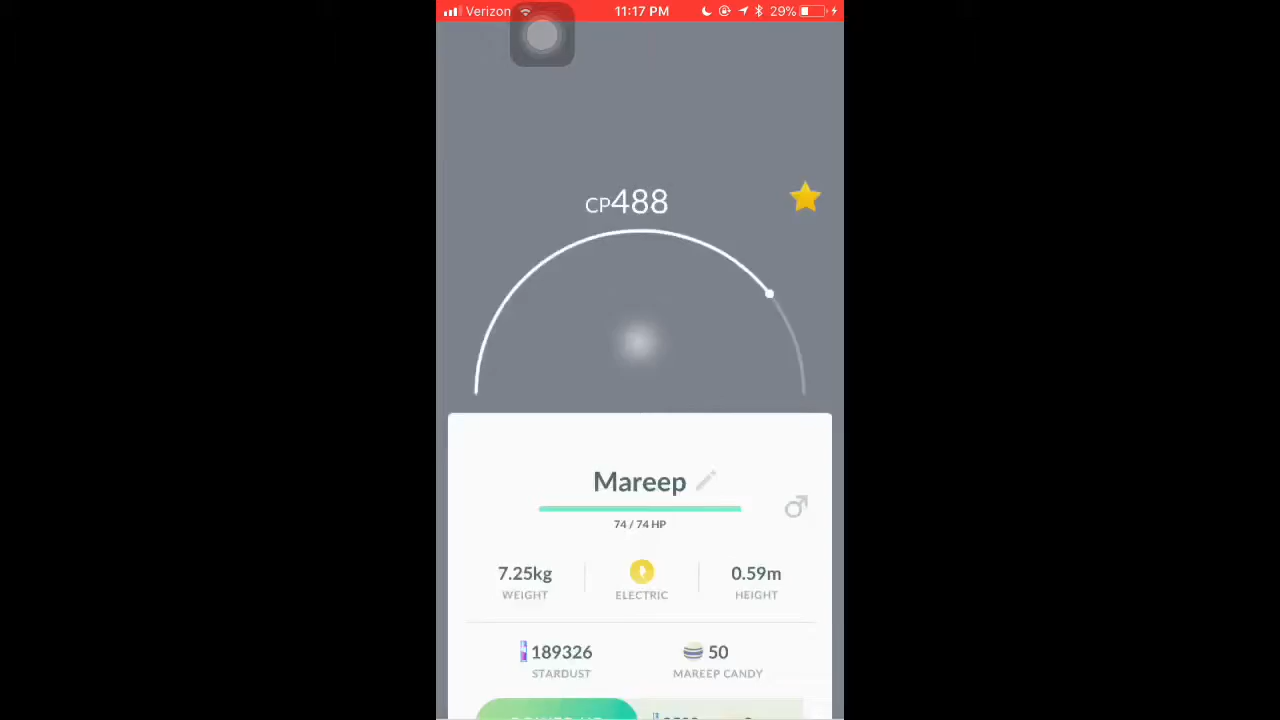 Verizon 11:17 PM 29%
CP488
Mareep
74 / 74 HP
7.25kg 0.59m
WEIGHT ELECTRIC HEIGHT
189326 50
STARDUST MAREEP CANDY